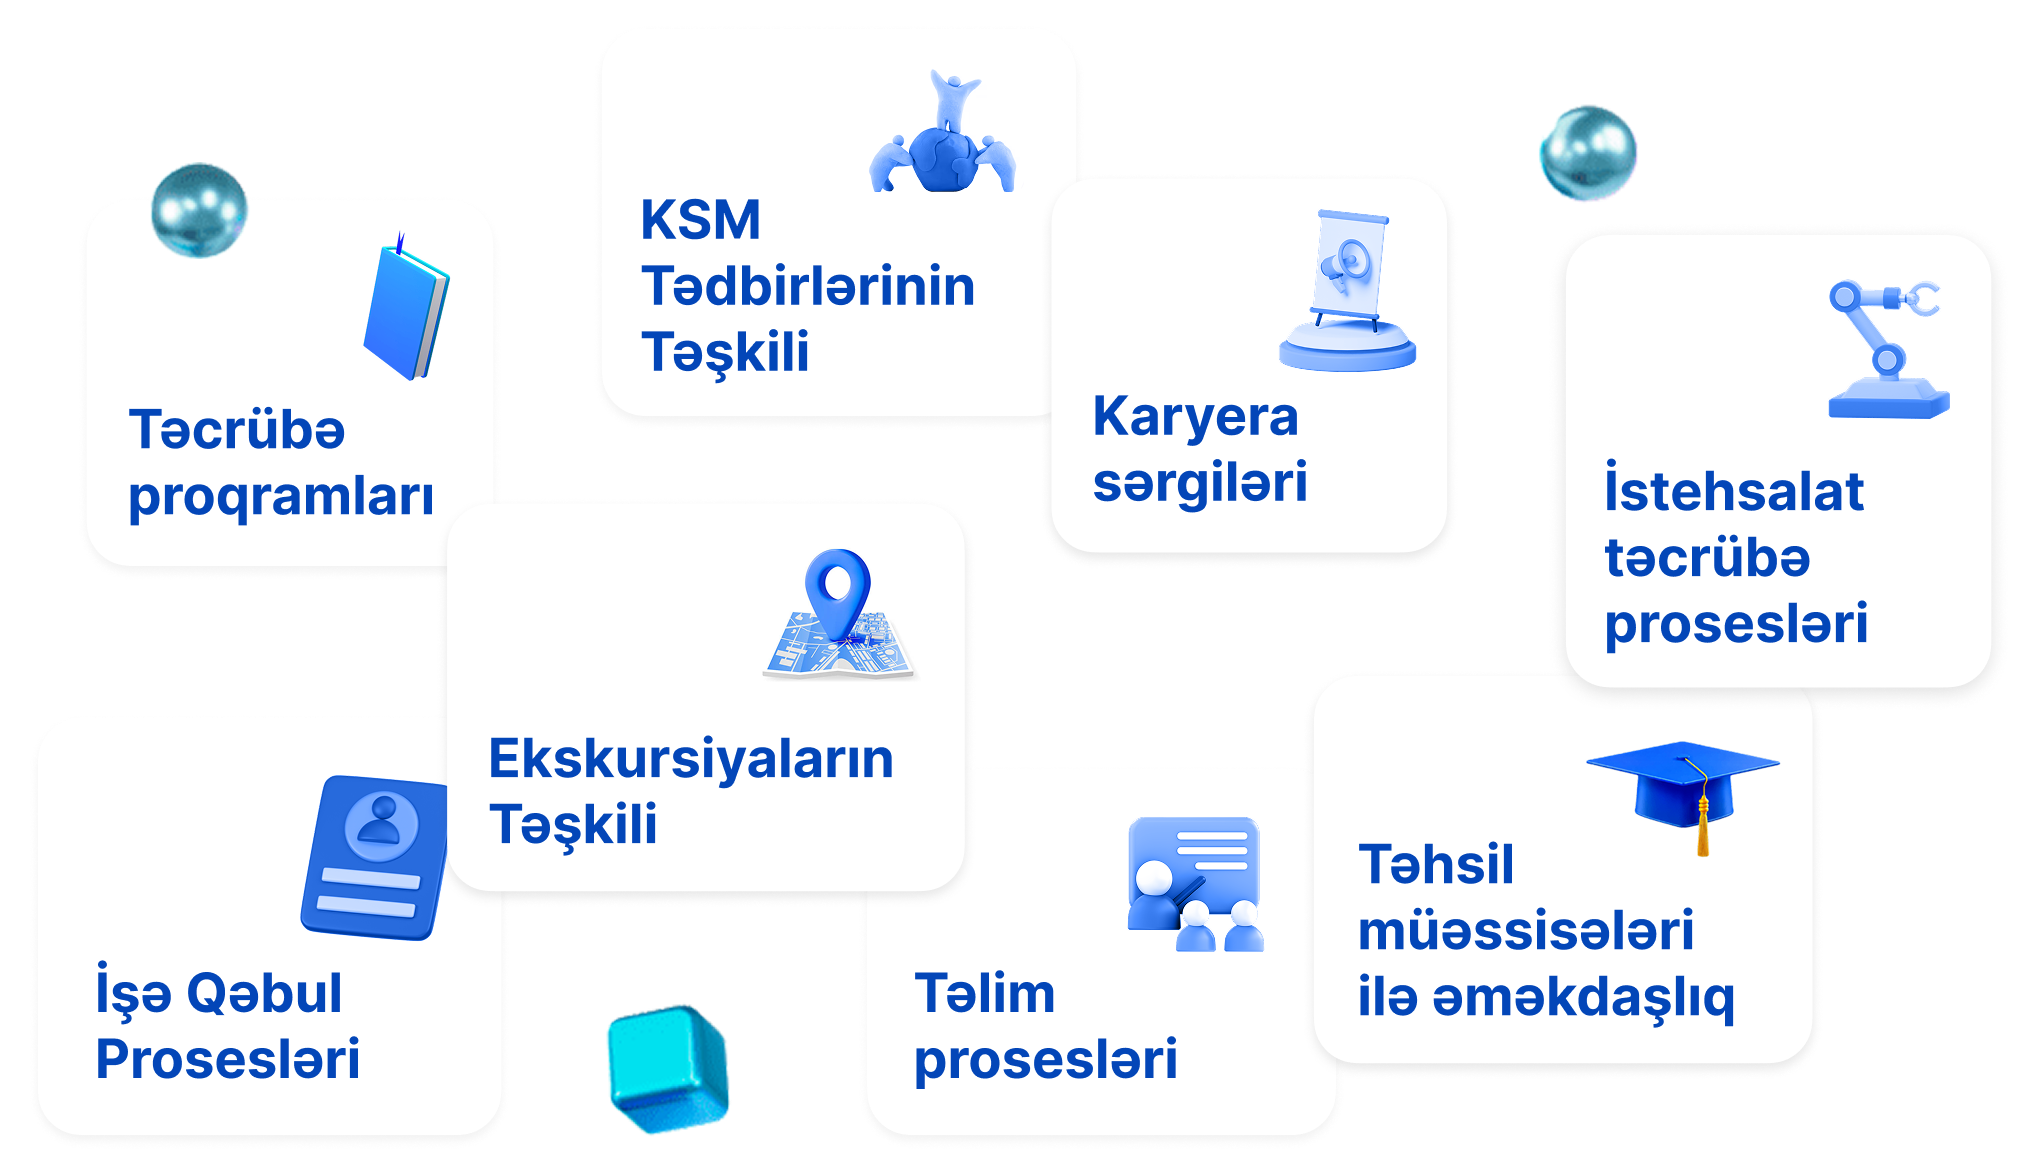 KSM
Tədbirlərinin
Təşkili
Təcrübə
proqramları
Karyera
sərgiləri
İstehsalat
təcrübə
prosesləri
Ekskursiyaların
Təşkili
Təhsil
müəssisələri
ilə əməkdaşlıq
İşə Qəbul
Prosesləri
Təlim
prosesləri